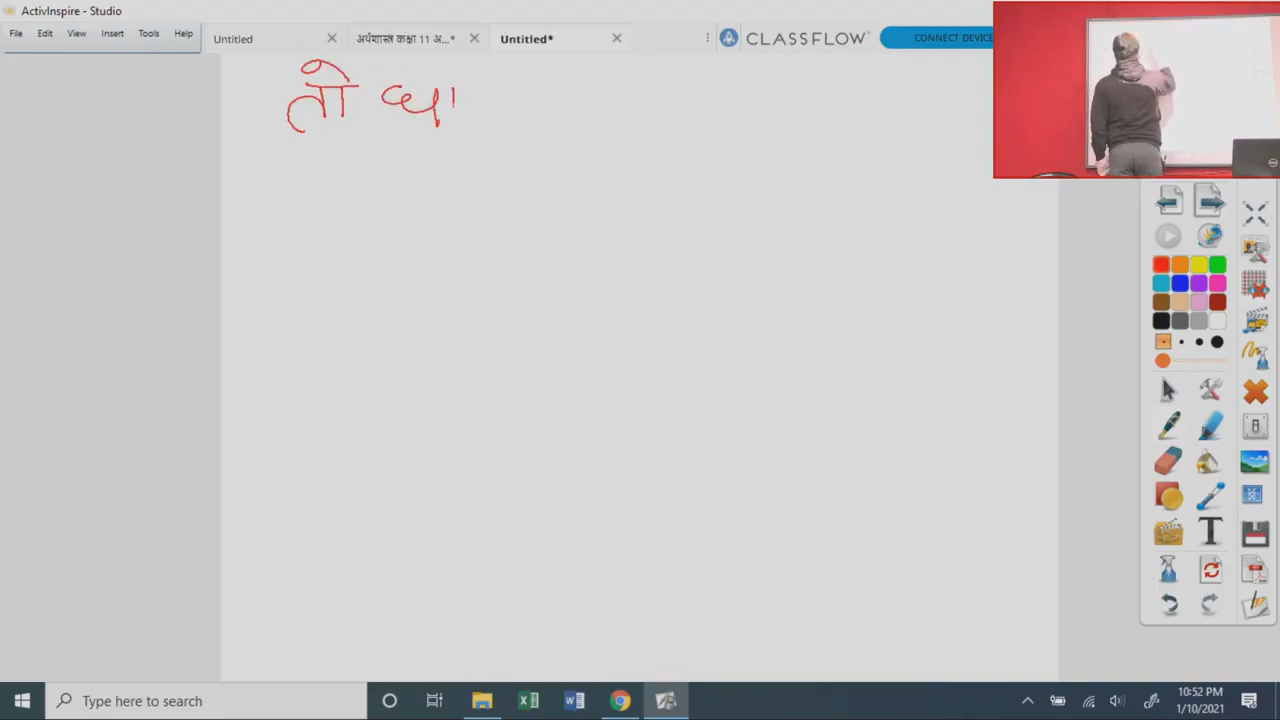 ActivInspire - Studio
File Edit View Insert Tools Help
Untitled
अर्थशास्त्र कक्षा 11 अ...*
Untitled*
CLASSFLOW
CONNECT DEVICE
तो
Type here to search
10:52 PM
1/10/2021